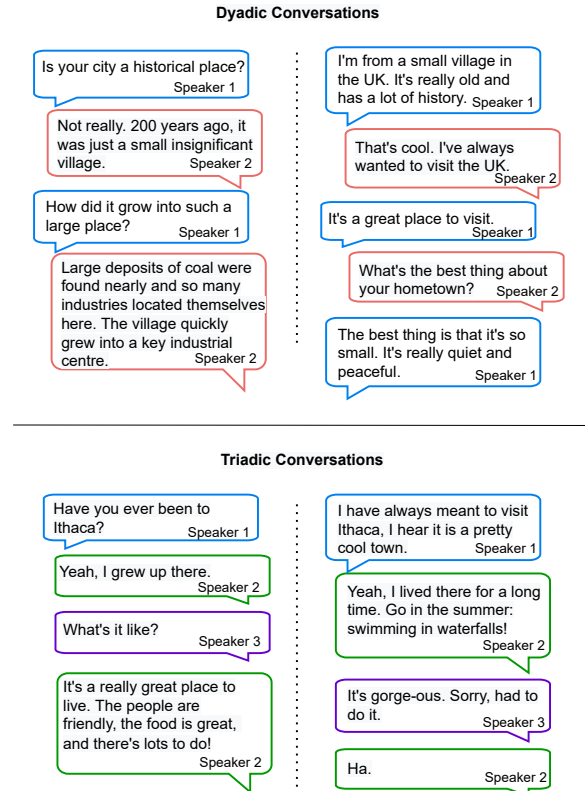 Dyadic Conversations
Is your city a historical place?
Speaker 1
Not really. 200 years ago, it
was just a small insignificant
village.
Speaker 2
How did it grow into such a
large place?
Speaker 1
Large deposits of coal were
found nearly and so many
industries located themselves
here. The village quickly
grew into a key industrial
centre.
Speaker 2
I'm from a small village in
the UK. It's really old and
has a lot of history.
Speaker 1
That's cool. I've always
wanted to visit the UK.
Speaker 2
It's a great place to visit.
Speaker 1
What's the best thing about
your hometown?
Speaker 2
The best thing is that it's so
small. It's really quiet and
peaceful.
Speaker 1
Triadic Conversations
Have you ever been to
Ithaca?
Speaker 1
Yeah, I grew up there.
Speaker 2
What's it like?
Speaker 3
It's a really great place to
live. The people are
friendly, the food is great,
and there's lots to do!
Speaker 2
I have always meant to visit
Ithaca, I hear it is a pretty
cool town.
Speaker 1
Yeah, I lived there for a long
time. Go in the summer:
swimming in waterfalls!
Speaker 2
It's gorge-ous. Sorry, had to
do it.
Speaker 3
Ha.
Speaker 2